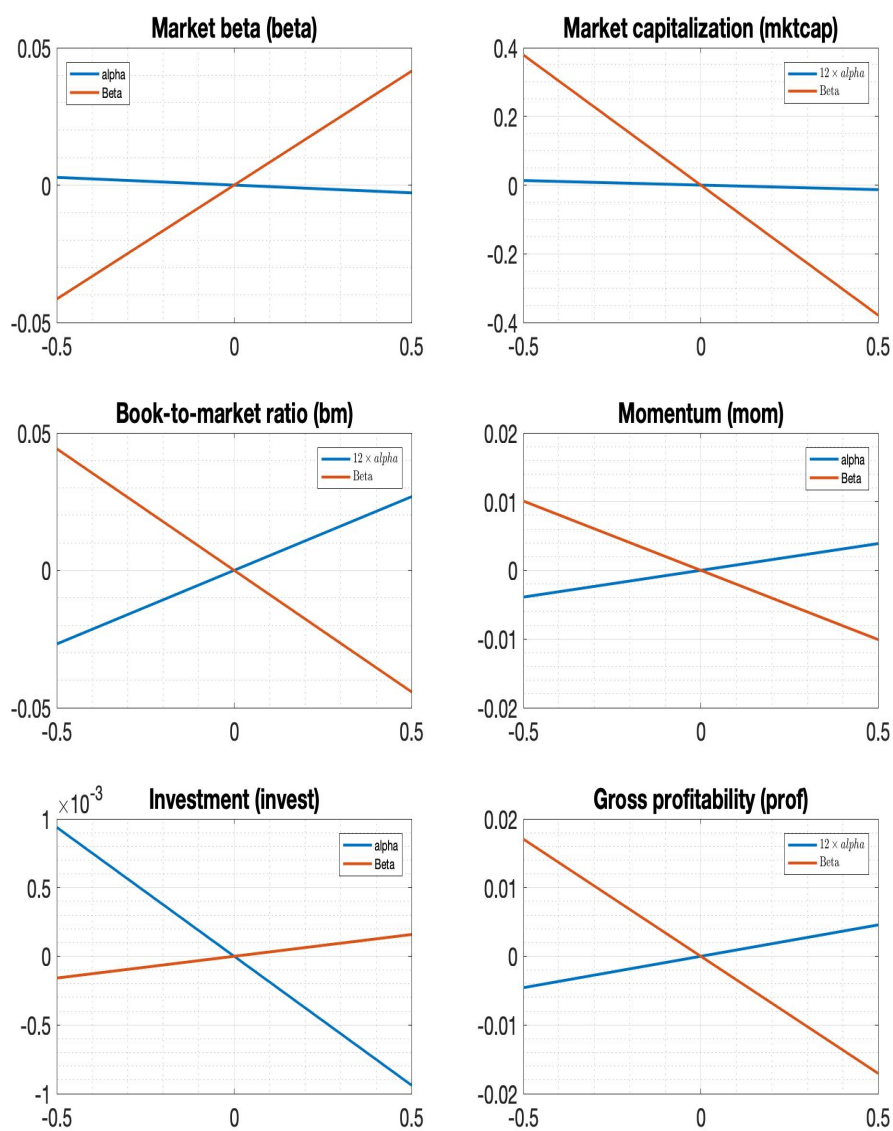 Market beta (beta)
0.05
0
-0.05
-0.5
0
0.5
alpha
Beta
Market capitalization (mktcap)
0.4
0.2
0
-0.2
-0.4
-0.5
0
0.5
12 × alpha
Beta
Book-to-market ratio (bm)
0.05
0
-0.05
-0.5
0
0.5
12 × alpha
Beta
Momentum (mom)
0.02
0.01
0
-0.01
-0.02
-0.5
0
0.5
alpha
Beta
Investment (invest)
×10⁻³
1
0.5
0
-0.5
-1
-0.5
0
0.5
alpha
Beta
Gross profitability (prof)
0.02
0.01
0
-0.01
-0.02
-0.5
0
0.5
12 × alpha
Beta